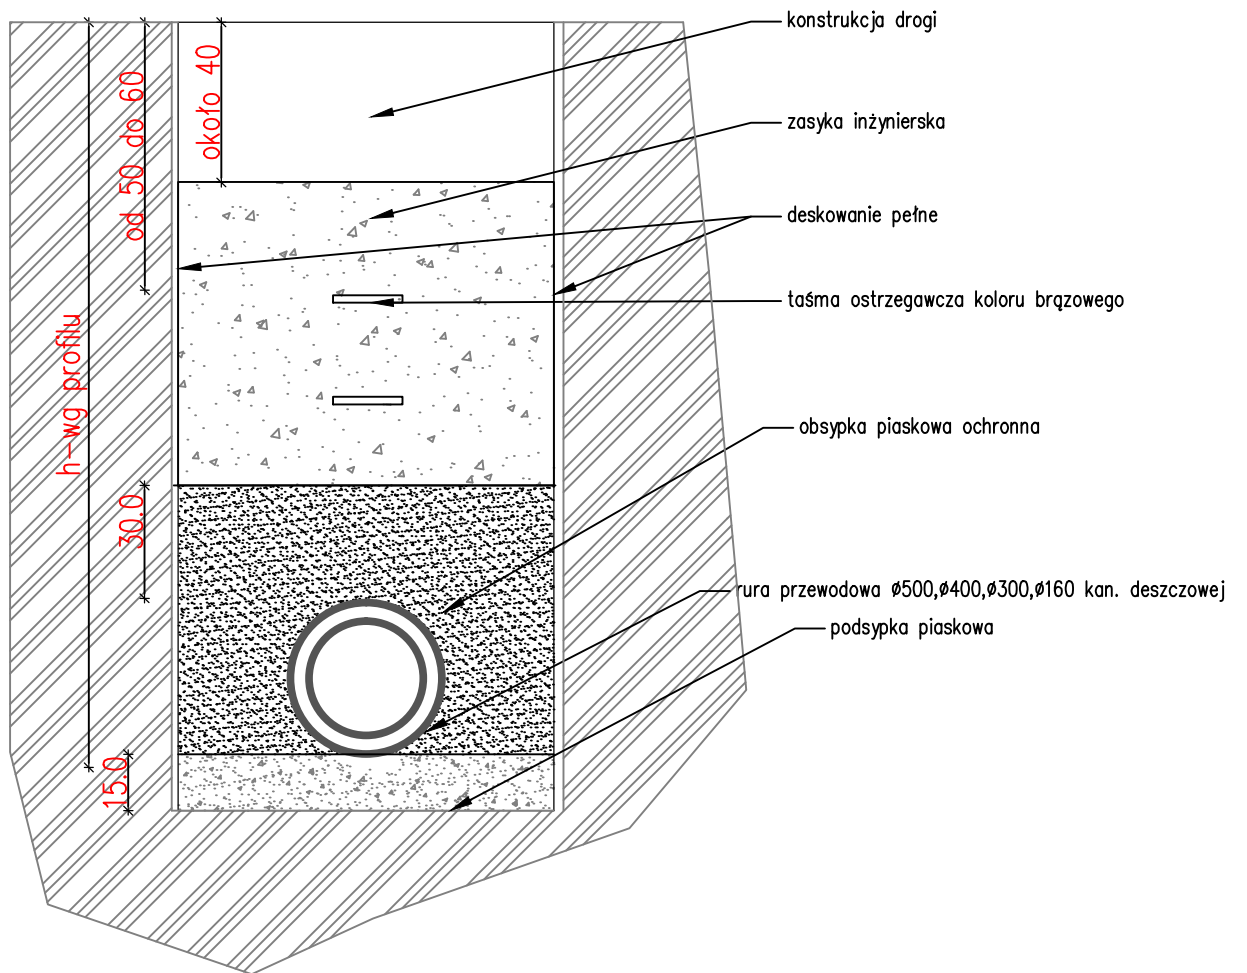 konstrukcja drogi
około 40
od 50 do 60
zasyka inżynierska
deskowanie pełne
taśma ostrzegawcza koloru brązowego
h-wg profilu
obsypka piaskowa ochronna
30.0
rura przewodowa ø500,ø400,ø300,ø160 kan. deszczowej
podsypka piaskowa
15.0